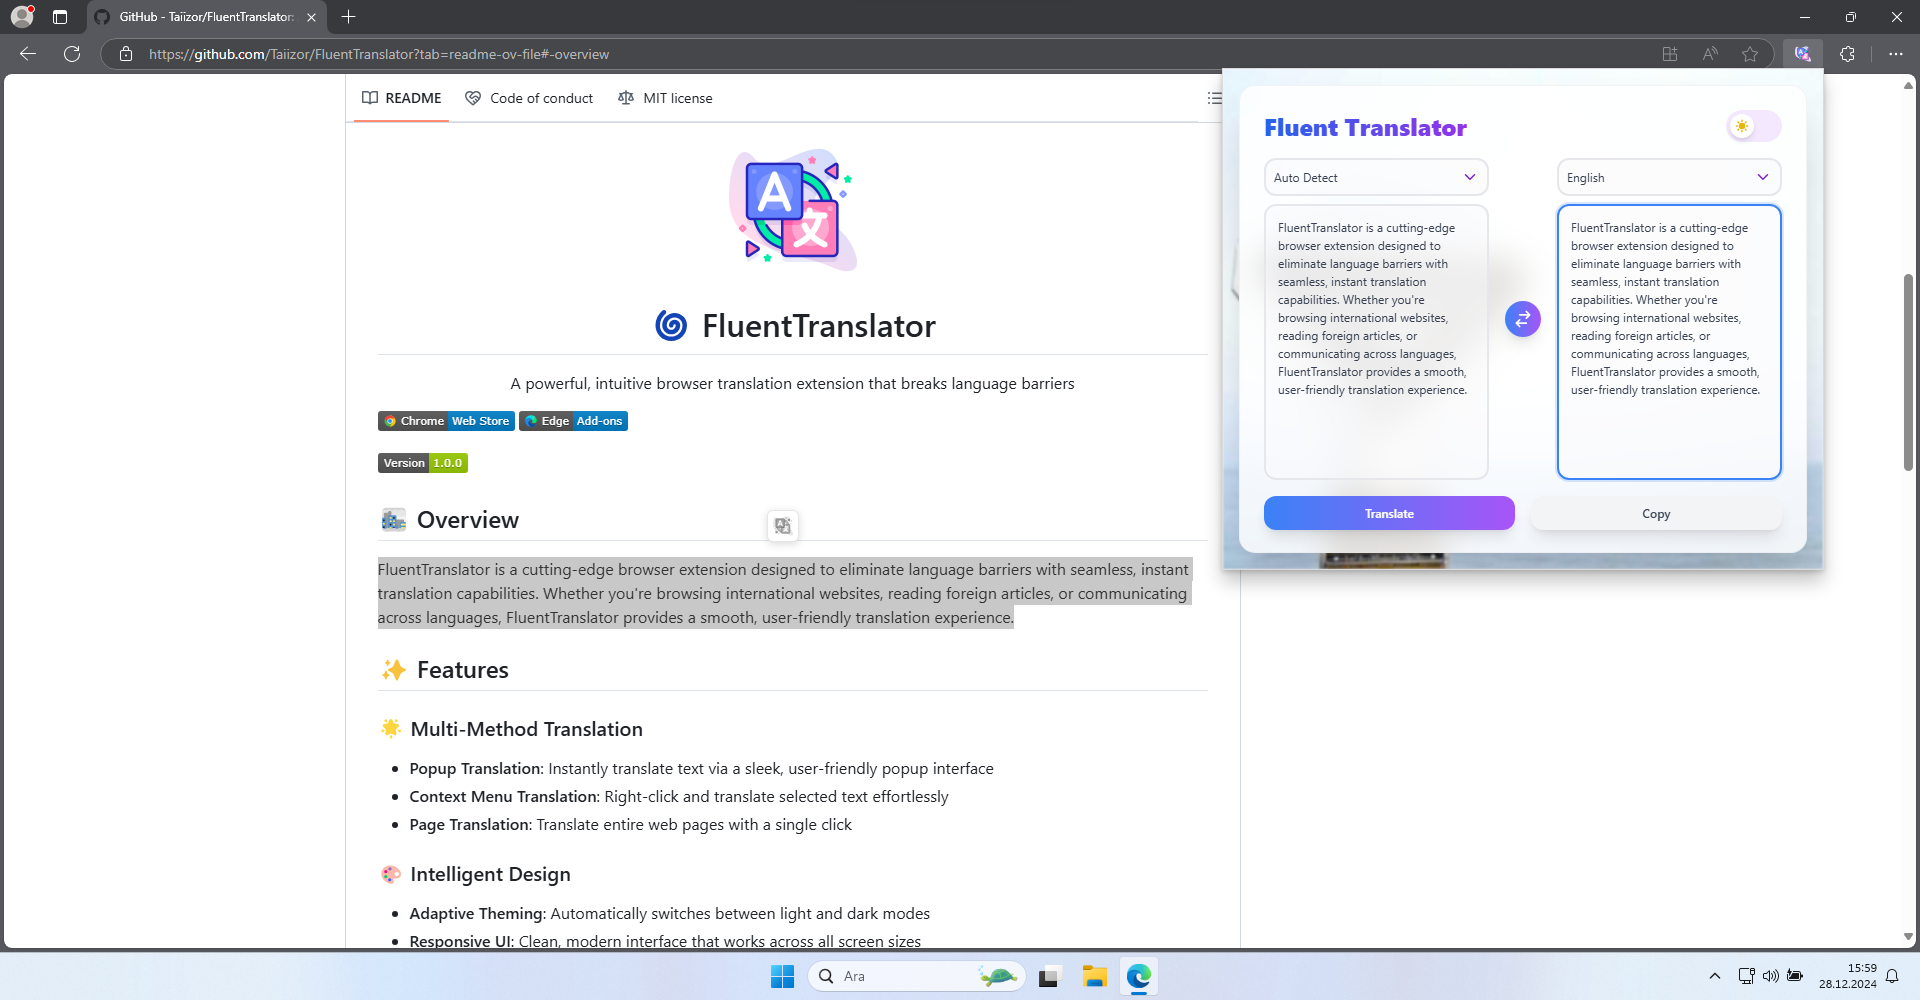 GitHub - Taiizor/FluentTranslator:
https://github.com/Taiizor/FluentTranslator?tab=readme-ov-file#-overview
README
Code of conduct
MIT license
A
文
FluentTranslator
A powerful, intuitive browser translation extension that breaks language barriers
Chrome Web Store
Edge Add-ons
Version 1.0.0
Overview
FluentTranslator is a cutting-edge browser extension designed to eliminate language barriers with seamless, instant
translation capabilities. Whether you're browsing international websites, reading foreign articles, or communicating
across languages, FluentTranslator provides a smooth, user-friendly translation experience.
Features
Multi-Method Translation
Popup Translation: Instantly translate text via a sleek, user-friendly popup interface
Context Menu Translation: Right-click and translate selected text effortlessly
Page Translation: Translate entire web pages with a single click
Intelligent Design
Adaptive Theming: Automatically switches between light and dark modes
Responsive UI: Clean, modern interface that works across all screen sizes
Fluent Translator
Auto Detect
FluentTranslator is a cutting-edge
browser extension designed to
eliminate language barriers with
seamless, instant translation
capabilities. Whether you're
browsing international websites,
reading foreign articles, or
communicating across languages,
FluentTranslator provides a smooth,
user-friendly translation experience.
English
FluentTranslator is a cutting-edge
browser extension designed to
eliminate language barriers with
seamless, instant translation
capabilities. Whether you're
browsing international websites,
reading foreign articles, or
communicating across languages,
FluentTranslator provides a smooth,
user-friendly translation experience.
Translate
Copy
Ara
15:59
28.12.2024